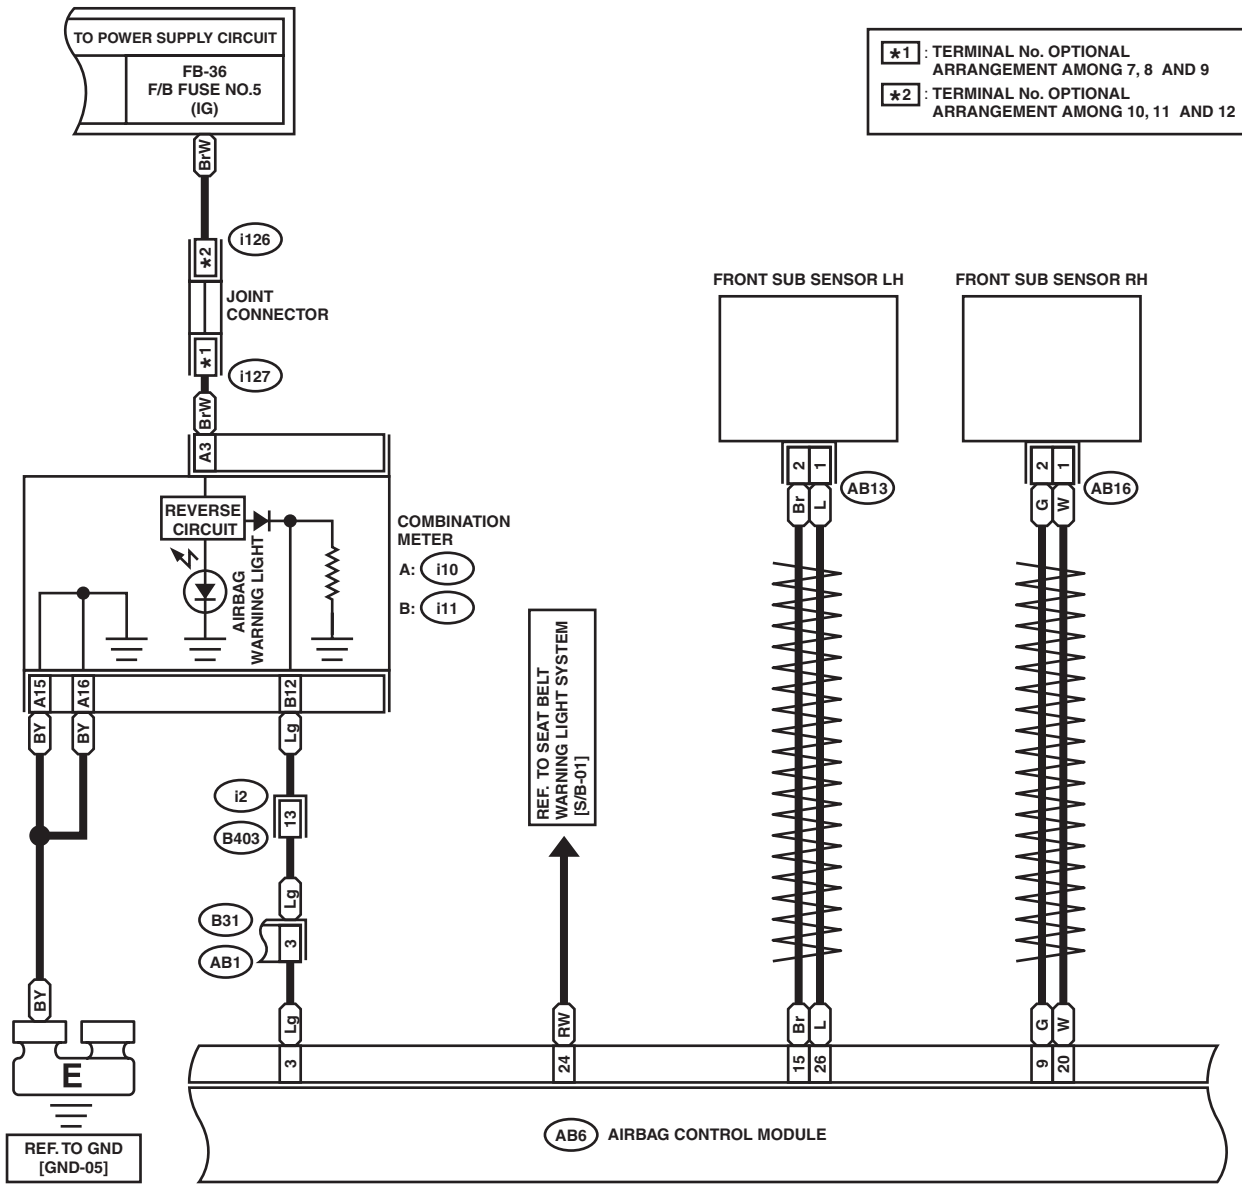 TO POWER SUPPLY CIRCUIT
FB-36
F/B FUSE NO.5
(IG)
*1 : TERMINAL No. OPTIONAL
ARRANGEMENT AMONG 7, 8 AND 9
*2 : TERMINAL No. OPTIONAL
ARRANGEMENT AMONG 10, 11 AND 12
BrW
*2
i126
JOINT
CONNECTOR
*1
i127
BrW
A3
REVERSE
CIRCUIT
AIRBAG
WARNING LIGHT
COMBINATION
METER
A: i10
B: i11
A15
A16
B12
BY
BY
Lg
i2
13
B403
Lg
B31
3
AB1
BY
Lg
E
REF. TO GND
[GND-05]
REF. TO SEAT BELT
WARNING LIGHT SYSTEM
[S/B-01]
RW
FRONT SUB SENSOR LH
2 1
AB13
Br L
Br L
FRONT SUB SENSOR RH
2 1
AB16
G W
G W
3
24
15 26
9 20
AB6 AIRBAG CONTROL MODULE